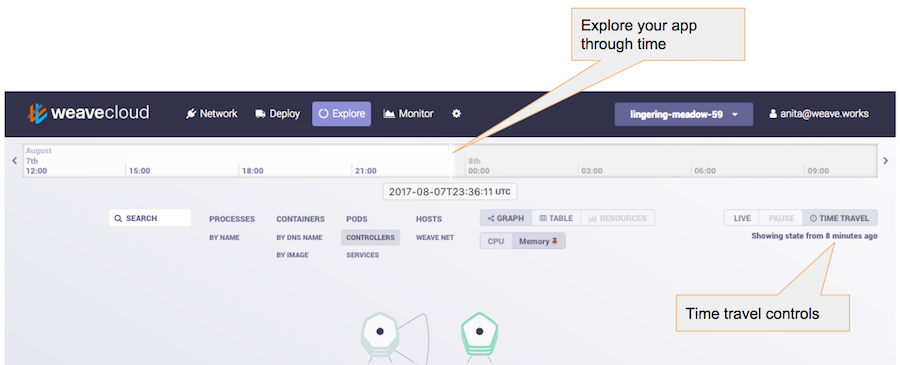 Explore your app
through time
weavecloud
Network
Deploy
Explore
Monitor
lingering-meadow-59
anita@weave.works
August
7th
8th
12:00
15:00
18:00
21:00
00:00
03:00
06:00
09:00
2017-08-07T23:36:11 UTC
SEARCH
PROCESSES
CONTAINERS
PODS
HOSTS
BY NAME
BY DNS NAME
CONTROLLERS
WEAVE NET
BY IMAGE
SERVICES
GRAPH
TABLE
RESOURCES
CPU
Memory
LIVE
PAUSE
TIME TRAVEL
Showing state from 8 minutes ago
Time travel controls